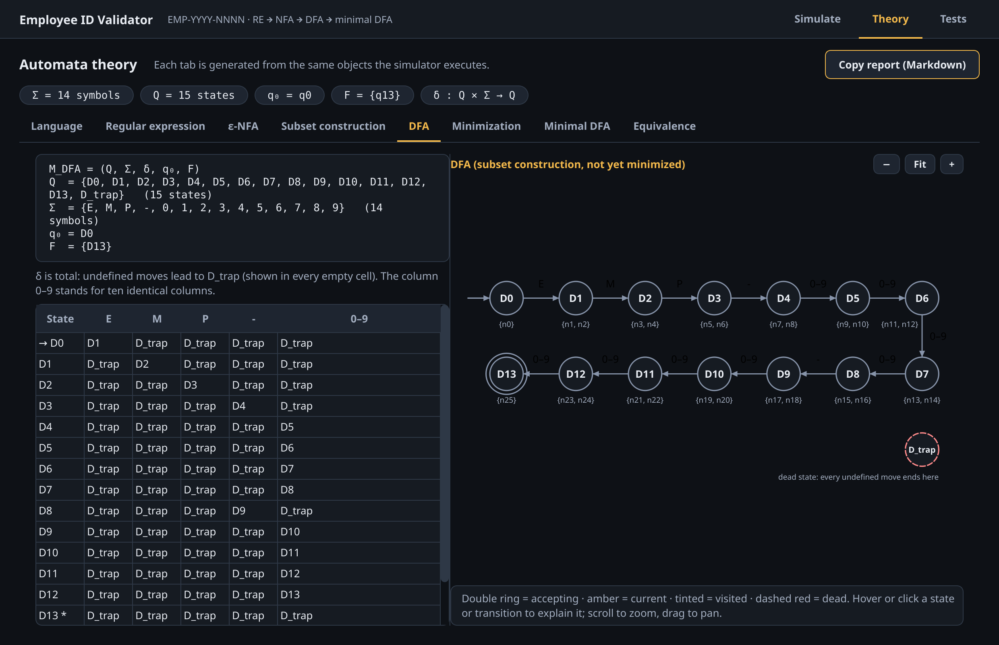 Employee ID Validator
EMP-YYYY-NNNN · RE → NFA → DFA → minimal DFA
Simulate
Theory
Tests
Automata theory
Each tab is generated from the same objects the simulator executes.
Copy report (Markdown)
Σ = 14 symbols
Q = 15 states
q₀ = q0
F = {q13}
δ : Q × Σ → Q
Language
Regular expression
ε-NFA
Subset construction
DFA
Minimization
Minimal DFA
Equivalence
M_DFA = (Q, Σ, δ, q₀, F)
Q  = {D0, D1, D2, D3, D4, D5, D6, D7, D8, D9, D10, D11, D12,
D13, D_trap}   (15 states)
Σ  = {E, M, P, -, 0, 1, 2, 3, 4, 5, 6, 7, 8, 9}   (14
symbols)
q₀ = D0
F  = {D13}
δ is total: undefined moves lead to D_trap (shown in every empty cell). The column
0–9 stands for ten identical columns.
State E M P - 0–9
→ D0 D1 D_trap D_trap D_trap D_trap
D1 D_trap M2 D_trap D_trap D_trap
D2 D_trap D_trap D3 D_trap D_trap
D3 D_trap D_trap D_trap D4 D_trap
D4 D_trap D_trap D_trap D_trap D5
D5 D_trap D_trap D_trap D_trap D6
D6 D_trap D_trap D_trap D_trap D7
D7 D_trap D_trap D_trap D_trap D8
D8 D_trap D_trap D_trap D9 D_trap
D9 D_trap D_trap D_trap D_trap D10
D10 D_trap D_trap D_trap D_trap D11
D11 D_trap D_trap D_trap D_trap D12
D12 D_trap D_trap D_trap D_trap D13
D13 * D_trap D_trap D_trap D_trap D_trap
DFA (subset construction, not yet minimized)
−
Fit
+
E M P - 0–9 0–9
D0 D1 D2 D3 D4 D5 D6
{n0} {n1, n2} {n3, n4} {n5, n6} {n7, n8} {n9, n10} {n11, n12}
0–9
0–9 0–9 0–9 0–9 - 0–9
D13 D12 D11 D10 D9 D8 D7
{n25} {n23, n24} {n21, n22} {n19, n20} {n17, n18} {n15, n16} {n13, n14}
D_trap
dead state: every undefined move ends here
Double ring = accepting · amber = current · tinted = visited · dashed red = dead. Hover or click a state
or transition to explain it; scroll to zoom, drag to pan.